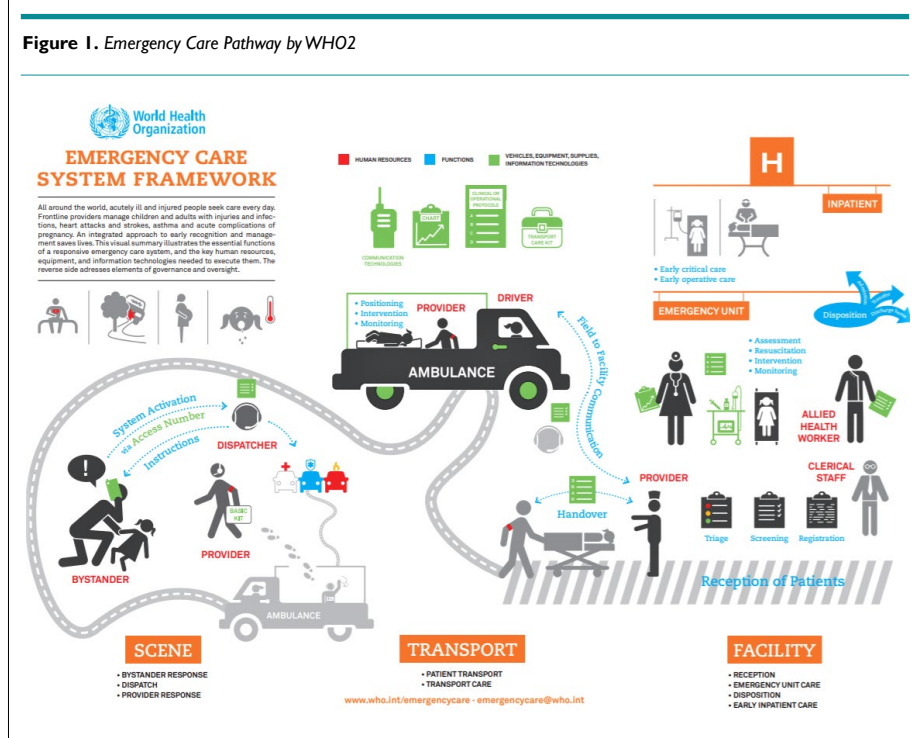 Figure 1. Emergency Care Pathway by WHO2
World Health
Organization
EMERGENCY CARE
SYSTEM FRAMEWORK
All around the world, acutely ill and injured people seek care every day.
Frontline providers manage children and adults with injuries and infec-
tions, heart attacks and strokes, asthma and acute complications of
pregnancy. An integrated approach to early recognition and manage-
ment saves lives. This visual summary illustrates the essential functions
of a responsive emergency care system, and the key human resources,
equipment, and information technologies needed to execute them. The
reverse side adresses elements of governance and oversight.
HUMAN RESOURCES
FUNCTIONS
VEHICLES, EQUIPMENT, SUPPLIES,
INFORMATION TECHNOLOGIES
COMMUNICATION
TECHNOLOGIES
CHART
CLINICAL OR
OPERATIONAL
PROTOCOLS
A
B
C
D
TRANSPORT
CARE KIT
H
INPATIENT
• Early critical care
• Early operative care
EMERGENCY UNIT
Disposition
• Assessment
• Resuscitation
• Intervention
• Monitoring
ALLIED
HEALTH
WORKER
CLERICAL
STAFF
• Positioning
• Intervention
• Monitoring
PROVIDER
DRIVER
AMBULANCE
Field to Facility Communication
System Activation
via Access Number
Instructions
DISPATCHER
!
BYSTANDER
BASIC
KIT
PROVIDER
AMBULANCE
Handover
PROVIDER
Triage
Screening
Registration
Reception of Patients
SCENE
• BYSTANDER RESPONSE
• DISPATCH
• PROVIDER RESPONSE
TRANSPORT
• PATIENT TRANSPORT
• TRANSPORT CARE
www.who.int/emergencycare - emergencycare@who.int
FACILITY
• RECEPTION
• EMERGENCY UNIT CARE
• DISPOSITION
• EARLY INPATIENT CARE